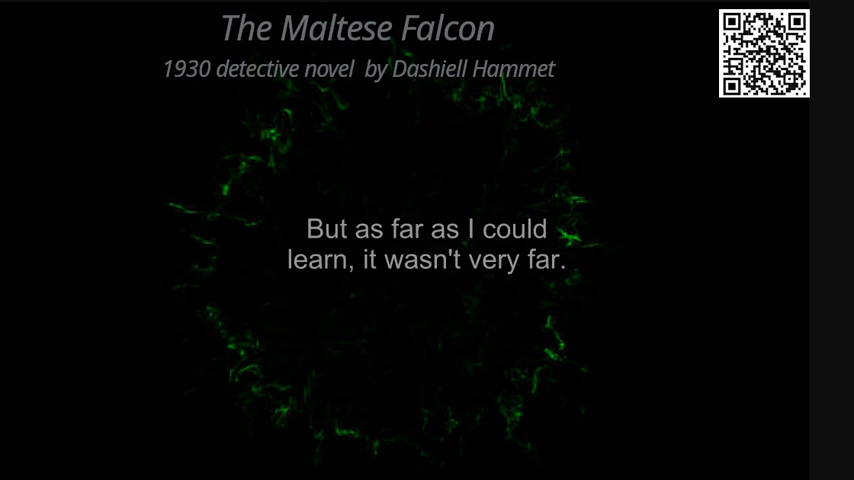 The Maltese Falcon
1930 detective novel by Dashiell Hammet
But as far as I could
learn, it wasn't very far.